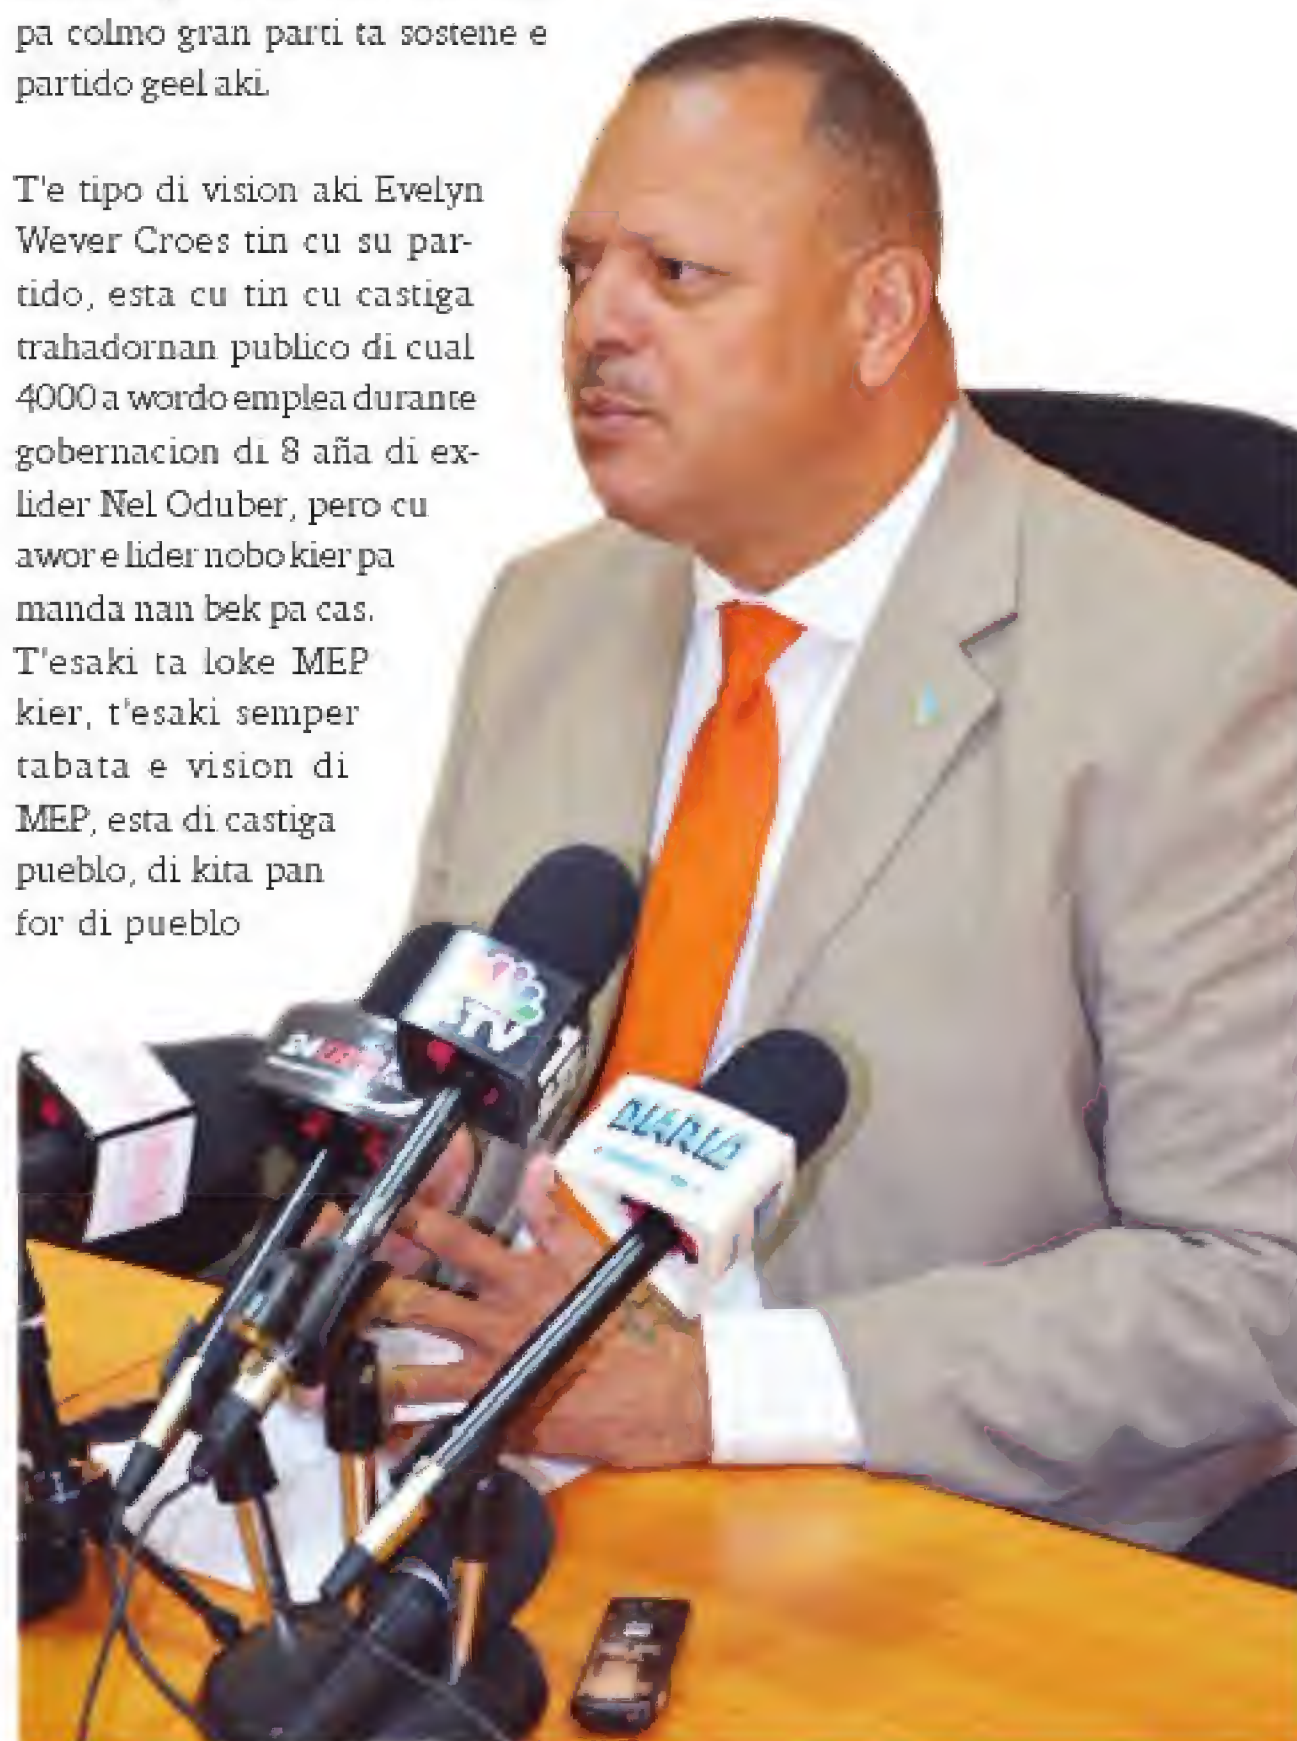 pa colmo gran parti ta sostene e
partido geel aki.
T'e tipo di vision aki Evelyn
Wever Croes tin cu su par-
tido, esta cu tin cu castiga
trahadornan publico di cual
4000 a wordo emplea durante
gobernacion di 8 aña di ex-
lider Nel Oduber, pero cu
awor e lider nobo kier pa
manda nan bek pa cas.
T'esaki ta loke MEP
kier, t'esaki semper
tabata e vision di
MEP, esta di castiga
pueblo, di kita pan
for di pueblo
DIARIO